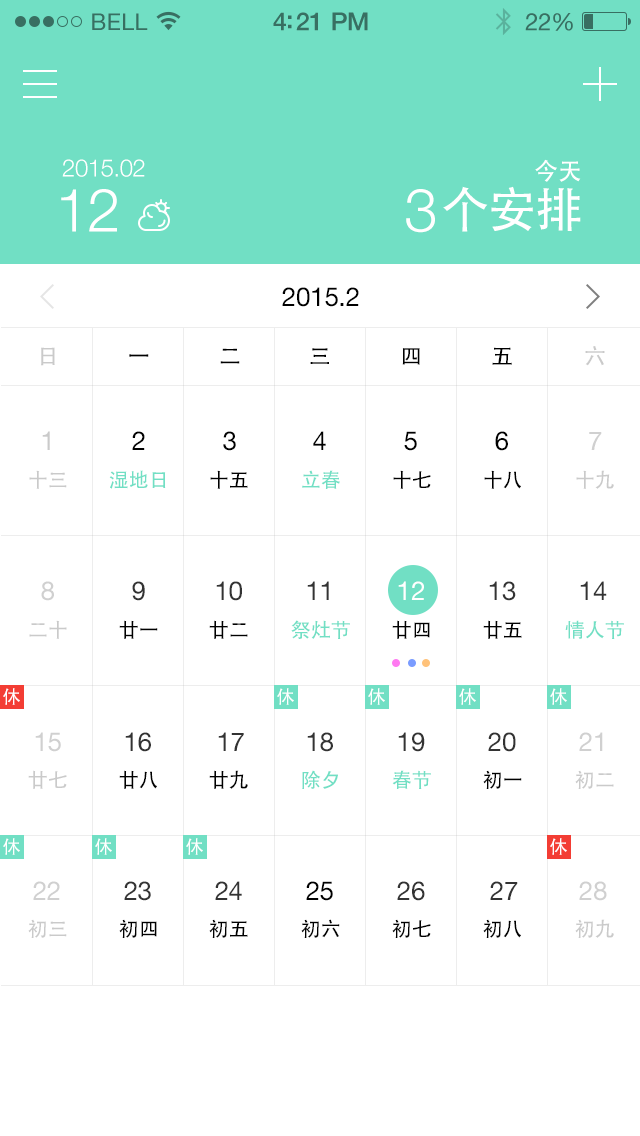 BELL 4:21 PM 22%
2015.02 今天
12 3个安排
2015.2
日 一 二 三 四 五 六
1 2 3 4 5 6 7
十三 湿地日 十五 立春 十七 十八 十九
8 9 10 11 12 13 14
二十 廿一 廿二 祭灶节 廿四 廿五 情人节
休 休 休 休 休
15 16 17 18 19 20 21
廿七 廿八 廿九 除夕 春节 初一 初二
休 休 休 休
22 23 24 25 26 27 28
初三 初四 初五 初六 初七 初八 初九